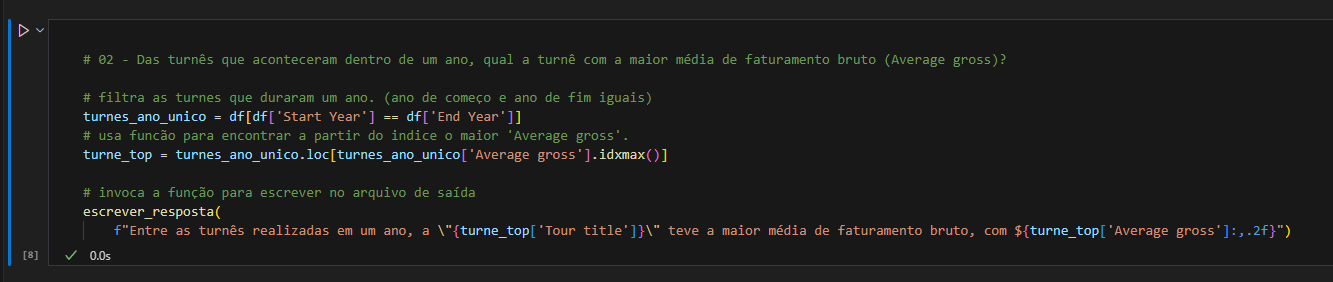 # 02 - Das turnês que aconteceram dentro de um ano, qual a turnê com a maior média de faturamento bruto (Average gross)?
# filtra as turnes que duraram um ano. (ano de começo e ano de fim iguais)
turnes_ano_unico = df[df['Start Year'] == df['End Year']]
# usa funcão para encontrar a partir do indice o maior 'Average gross'.
turne_top = turnes_ano_unico.loc[turnes_ano_unico['Average gross'].idxmax()]
# invoca a função para escrever no arquivo de saída
escrever_resposta(
f"Entre as turnês realizadas em um ano, a \"{turne_top['Tour title']}\" teve a maior média de faturamento bruto, com ${turne_top['Average gross']:,.2f}")
[8] 0.0s